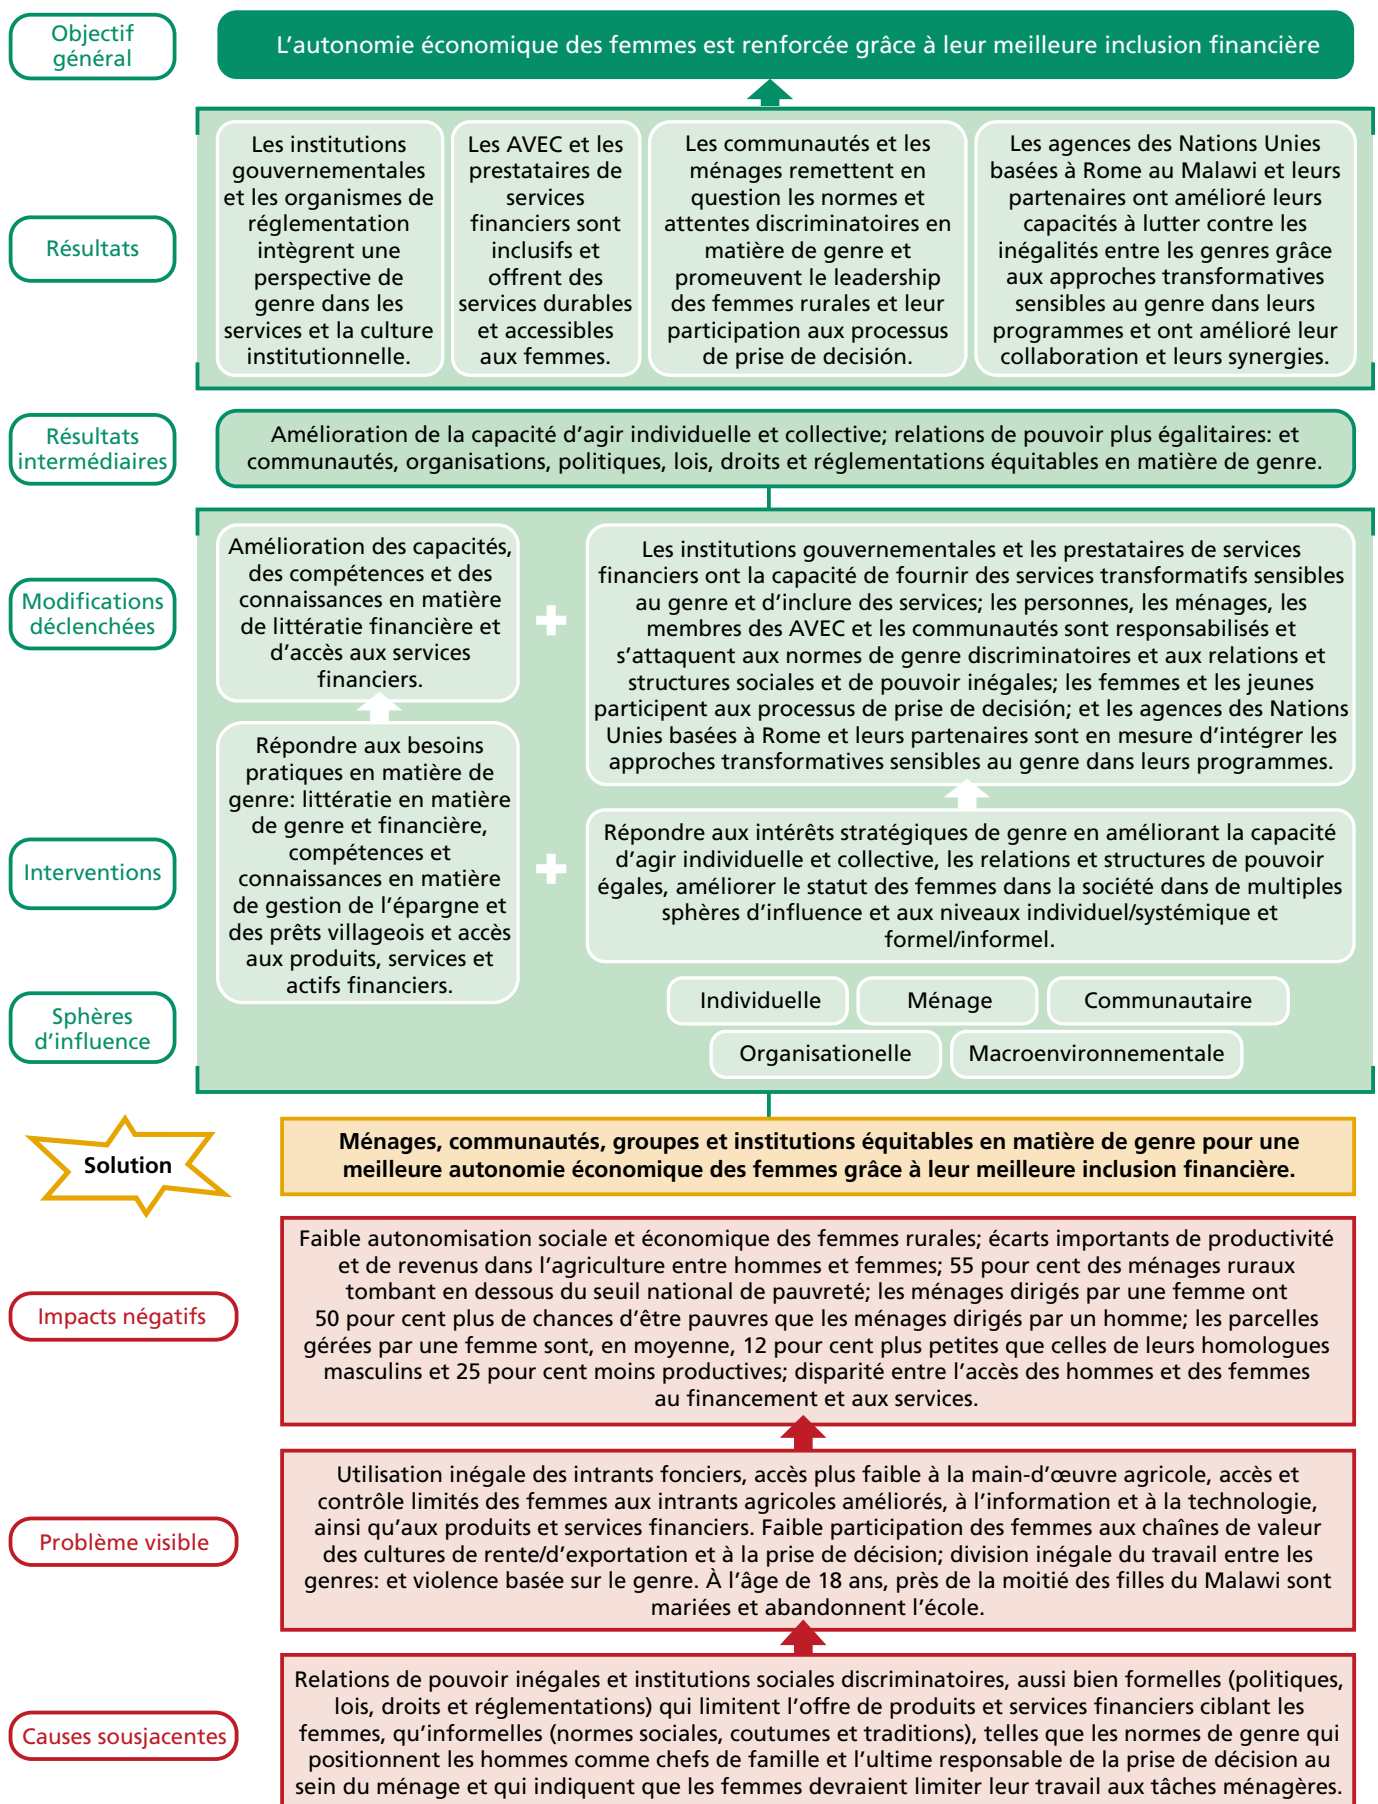 Objectif
général
L'autonomie économique des femmes est renforcée grâce à leur meilleure inclusion financière
Résultats
Les institutions
gouvernementales
et les organismes de
réglementation
intègrent une
perspective de
genre dans les
services et la culture
institutionnelle.
Les AVEC et les
prestataires de
services
financiers sont
inclusifs et
offrent des
services durables
et accessibles
aux femmes.
Les communautés et les
ménages remettent en
question les normes et
attentes discriminatoires en
matière de genre et
promeuvent le leadership
des femmes rurales et leur
participation aux processus
de prise de decisión.
Les agences des Nations Unies
basées à Rome au Malawi et leurs
partenaires ont amélioré leurs
capacités à lutter contre les
inégalités entre les genres grâce
aux approches transformatives
sensibles au genre dans leurs
programmes et ont amélioré leur
collaboration et leurs synergies.
Résultats
intermédiaires
Amélioration de la capacité d'agir individuelle et collective; relations de pouvoir plus égalitaires: et
communautés, organisations, politiques, lois, droits et réglementations équitables en matière de genre.
Modifications
déclenchées
Amélioration des capacités,
des compétences et des
connaissances en matière
de littératie financière et
d'accès aux services
financiers.
Les institutions gouvernementales et les prestataires de services
financiers ont la capacité de fournir des services transformatifs sensibles
au genre et d'inclure des services; les personnes, les ménages, les
membres des AVEC et les communautés sont responsabilisés et
s'attaquent aux normes de genre discriminatoires et aux relations et
structures sociales et de pouvoir inégales; les femmes et les jeunes
participent aux processus de prise de decisión; et les agences des Nations
Unies basées à Rome et leurs partenaires sont en mesure d'intégrer les
approches transformatives sensibles au genre dans leurs programmes.
Interventions
Répondre aux besoins
pratiques en matière de
genre: littératie en matière
de genre et financière,
compétences et
connaissances en matière
de gestion de l'épargne et
des prêts villageois et accès
aux produits, services et
actifs financiers.
Répondre aux intérêts stratégiques de genre en améliorant la capacité
d'agir individuelle et collective, les relations et structures de pouvoir
égales, améliorer le statut des femmes dans la société dans de multiples
sphères d'influence et aux niveaux individuel/systémique et
formel/informel.
Sphères
d'influence
Individuelle
Ménage
Communautaire
Organisationelle
Macroenvironnementale
Solution
Ménages, communautés, groupes et institutions équitables en matière de genre pour une
meilleure autonomie économique des femmes grâce à leur meilleure inclusion financière.
Impacts négatifs
Faible autonomisation sociale et économique des femmes rurales; écarts importants de productivité
et de revenus dans l'agriculture entre hommes et femmes; 55 pour cent des ménages ruraux
tombant en dessous du seuil national de pauvreté; les ménages dirigés par une femme ont
50 pour cent plus de chances d'être pauvres que les ménages dirigés par un homme; les parcelles
gérées par une femme sont, en moyenne, 12 pour cent plus petites que celles de leurs homologues
masculins et 25 pour cent moins productives; disparité entre l'accès des hommes et des femmes
au financement et aux services.
Problème visible
Utilisation inégale des intrants fonciers, accès plus faible à la main-d'œuvre agricole, accès et
contrôle limités des femmes aux intrants agricoles améliorés, à l'information et à la technologie,
ainsi qu'aux produits et services financiers. Faible participation des femmes aux chaînes de valeur
des cultures de rente/d'exportation et à la prise de décision; division inégale du travail entre les
genres: et violence basée sur le genre. À l'âge de 18 ans, près de la moitié des filles du Malawi sont
mariées et abandonnent l'école.
Causes sousjacentes
Relations de pouvoir inégales et institutions sociales discriminatoires, aussi bien formelles (politiques,
lois, droits et réglementations) qui limitent l'offre de produits et services financiers ciblant les
femmes, qu'informelles (normes sociales, coutumes et traditions), telles que les normes de genre qui
positionnent les hommes comme chefs de famille et l'ultime responsable de la prise de décision au
sein du ménage et qui indiquent que les femmes devraient limiter leur travail aux tâches ménagères.